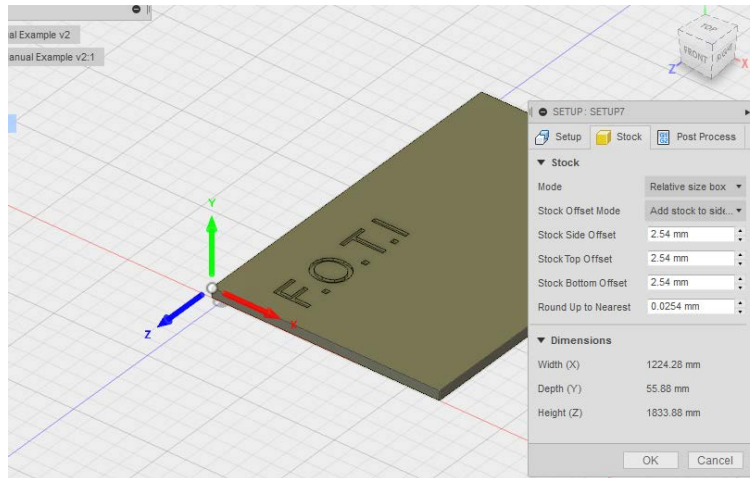 al Example v2
anual Example v2:1
TOP
FRONT
RIGHT
X
Z
Y
X
Z
F.O.T.I
SETUP : SETUP7
Setup
Stock
Post Process
Stock
Mode
Relative size box
Stock Offset Mode
Add stock to side...
Stock Side Offset
2.54 mm
Stock Top Offset
2.54 mm
Stock Bottom Offset
2.54 mm
Round Up to Nearest
0.0254 mm
Dimensions
Width (X)
1224.28 mm
Depth (Y)
55.88 mm
Height (Z)
1833.88 mm
OK
Cancel